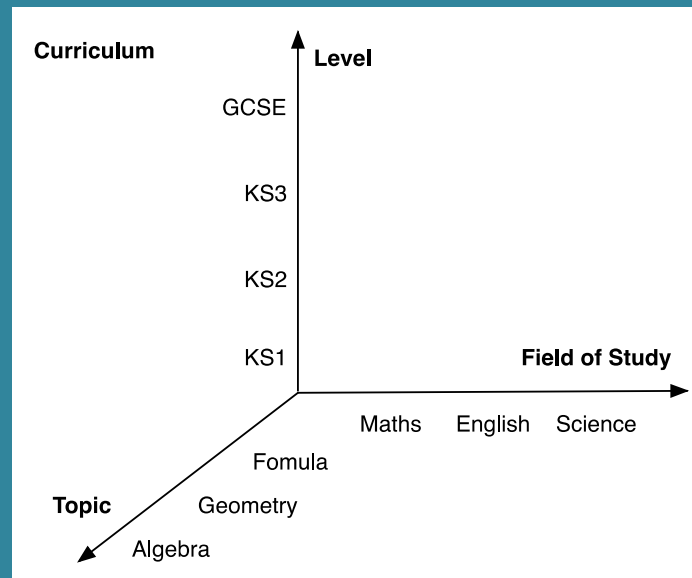 Curriculum
Level
GCSE
KS3
KS2
KS1
Field of Study
Maths English Science
Fomula
Topic Geometry
Algebra